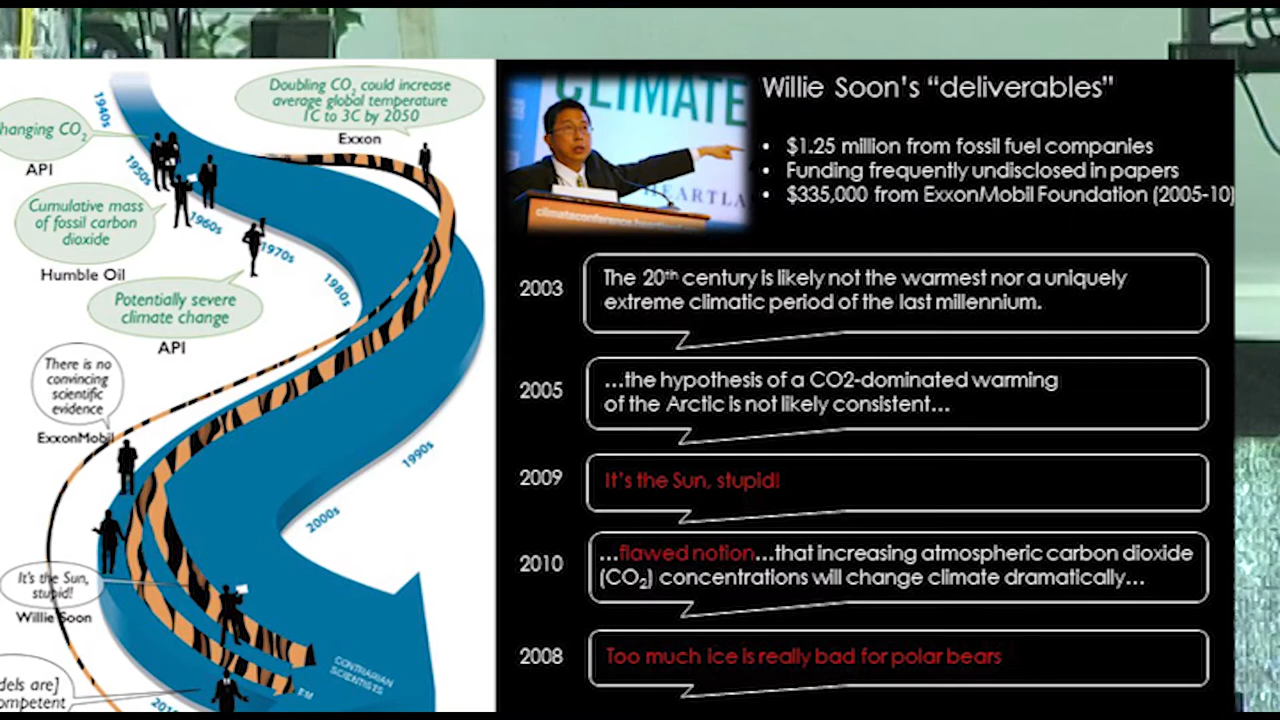 1940s
Doubling CO₂ could increase
average global temperature
1C to 3C by 2050
Exxon
hanging CO₂
API
1950s
Cumulative mass
of fossil carbon
dioxide
Humble Oil
1960s
1970s
1980s
Potentially severe
climate change
API
There is no
convincing
scientific
evidence
ExxonMobil
1990s
2000s
It's the Sun,
stupid!
Willie Soon
CONTRARIAN
SCIENTISTS
EM
dels are]
ompetent
Willie Soon's “deliverables”
CLIMATE
HEARTLA
climateconference.heartland
• $1.25 million from fossil fuel companies
• Funding frequently undisclosed in papers
• $335,000 from ExxonMobil Foundation (2005-10)
2003
The 20th century is likely not the warmest nor a uniquely
extreme climatic period of the last millennium.
2005
...the hypothesis of a CO2-dominated warming
of the Arctic is not likely consistent...
2009
It's the Sun, stupid!
2010
...flawed notion...that increasing atmospheric carbon dioxide
(CO₂) concentrations will change climate dramatically...
2008
Too much ice is really bad for polar bears